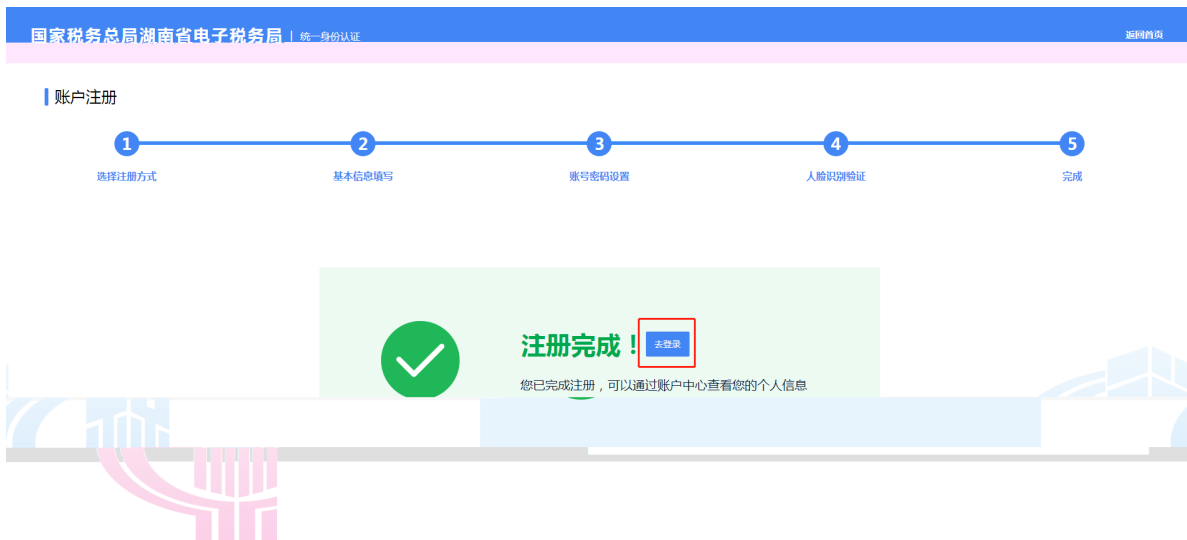 国家税务总局湖南省电子税务局 | 统一身份认证 返回首页
账户注册
1 2 3 4 5
选择注册方式 基本信息填写 账号密码设置 人脸识别验证 完成
注册完成！ 去登录
您已完成注册，可以通过账户中心查看您的个人信息